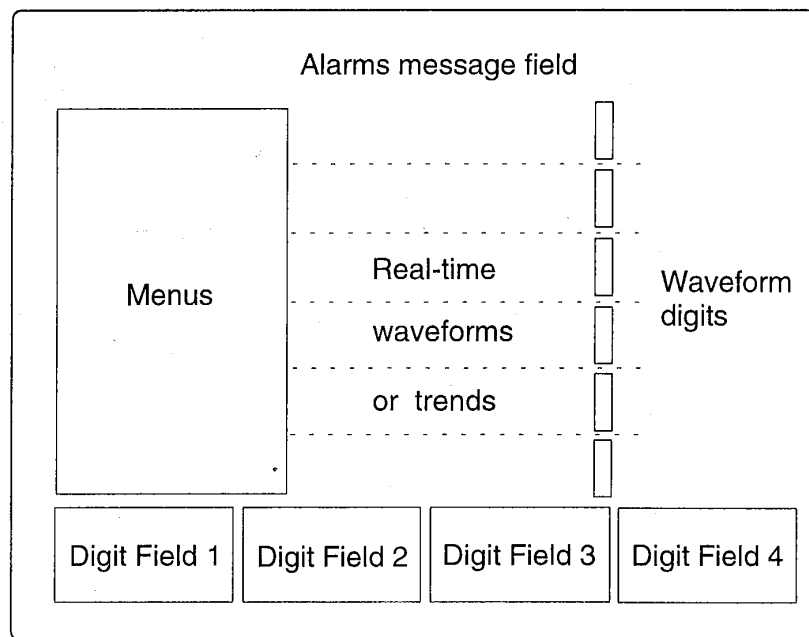 Alarms message field
Menus
Real-time
waveforms
or trends
Waveform
digits
Digit Field 1
Digit Field 2
Digit Field 3
Digit Field 4